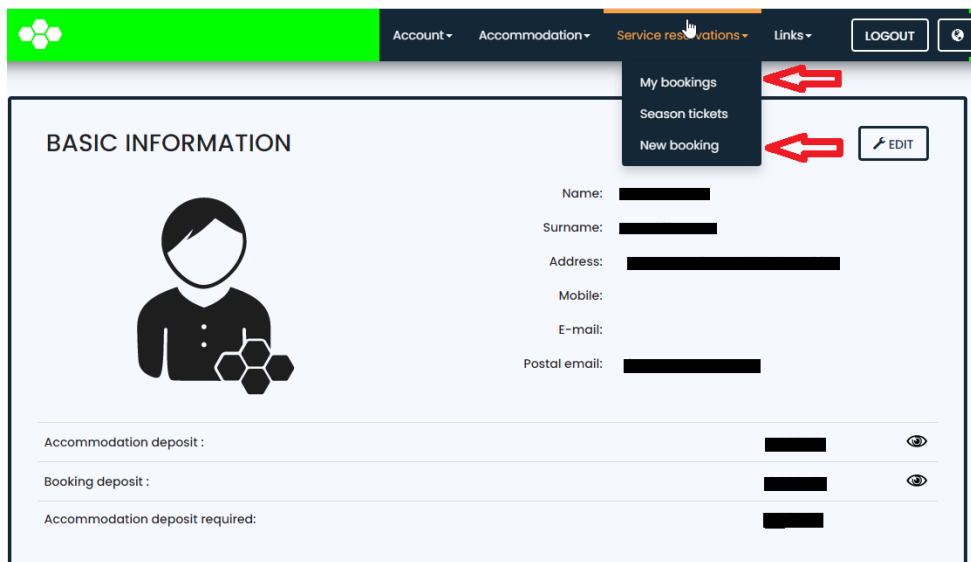 Account
Accommodation
Service reservations
Links
LOGOUT
My bookings
Season tickets
New booking
BASIC INFORMATION
EDIT
Name:
Surname:
Address:
Mobile:
E-mail:
Postal email:
Accommodation deposit :
Booking deposit :
Accommodation deposit required: